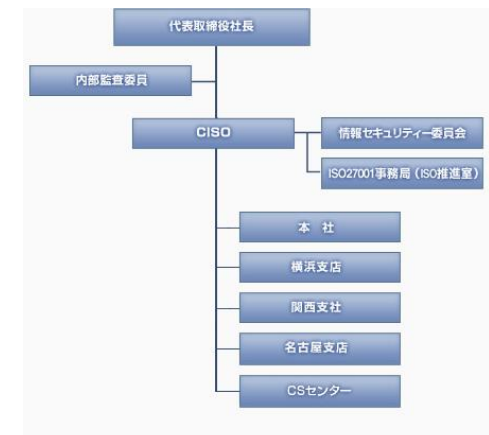 代表取締役社長
内部監査委員
CISO
情報セキュリティー委員会
ISO27001事務局(ISO推進室)
本 社
横浜支店
関西支社
名古屋支店
CSセンター